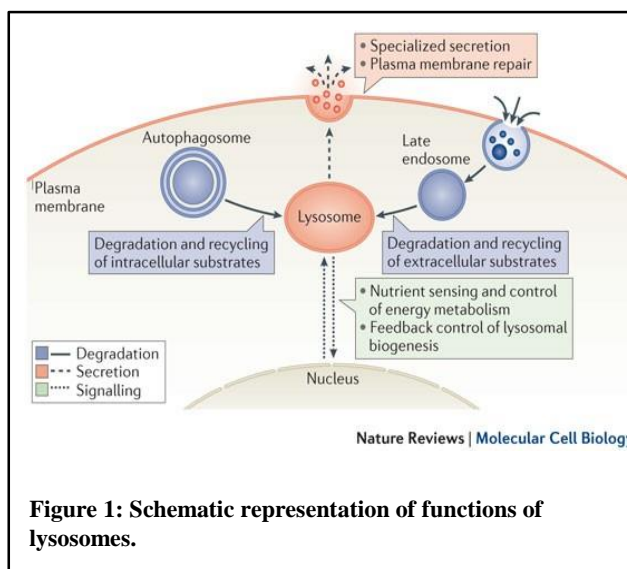 • Specialized secretion
• Plasma membrane repair
Autophagosome
Late
endosome
Plasma
membrane
Lysosome
Degradation and recycling
of intracellular substrates
Degradation and recycling
of extracellular substrates
• Nutrient sensing and control
of energy metabolism
• Feedback control of lysosomal
biogenesis
Degradation
Secretion
Signalling
Nucleus
Nature Reviews | Molecular Cell Biology
Figure 1: Schematic representation of functions of
lysosomes.